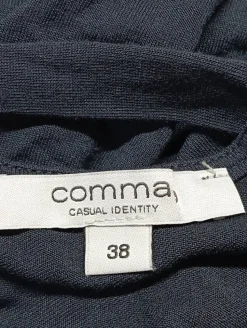 comma,
CASUAL IDENTITY
38